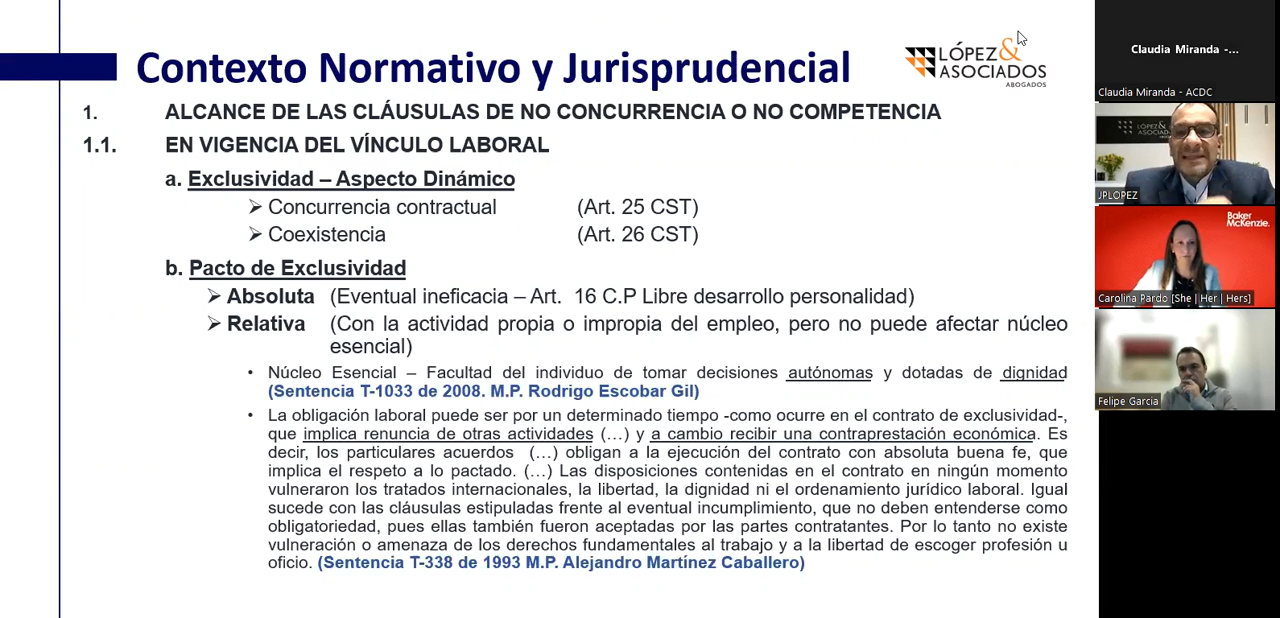 Contexto Normativo y Jurisprudencial
LÓPEZ&
ASOCIADOS
ABOGADOS
1. ALCANCE DE LAS CLÁUSULAS DE NO CONCURRENCIA O NO COMPETENCIA
1.1. EN VIGENCIA DEL VÍNCULO LABORAL
a. Exclusividad – Aspecto Dinámico
➢ Concurrencia contractual (Art. 25 CST)
➢ Coexistencia (Art. 26 CST)
b. Pacto de Exclusividad
➢ Absoluta (Eventual ineficacia – Art. 16 C.P Libre desarrollo personalidad)
➢ Relativa (Con la actividad propia o impropia del empleo, pero no puede afectar núcleo
esencial)
• Núcleo Esencial – Facultad del individuo de tomar decisiones autónomas y dotadas de dignidad
(Sentencia T-1033 de 2008. M.P. Rodrigo Escobar Gil)
• La obligación laboral puede ser por un determinado tiempo -como ocurre en el contrato de exclusividad-,
que implica renuncia de otras actividades (…) y a cambio recibir una contraprestación económica. Es
decir, los particulares acuerdos (…) obligan a la ejecución del contrato con absoluta buena fe, que
implica el respeto a lo pactado. (…) Las disposiciones contenidas en el contrato en ningún momento
vulneraron los tratados internacionales, la libertad, la dignidad ni el ordenamiento jurídico laboral. Igual
sucede con las cláusulas estipuladas frente al eventual incumplimiento, que no deben entenderse como
obligatoriedad, pues ellas también fueron aceptadas por las partes contratantes. Por lo tanto no existe
vulneración o amenaza de los derechos fundamentales al trabajo y a la libertad de escoger profesión u
oficio. (Sentencia T-338 de 1993 M.P. Alejandro Martínez Caballero)
Claudia Miranda -...
Claudia Miranda - ACDC
LÓPEZ&
ASOCIAD
JPLOPEZ
Baker
McKenzie.
Carolina Pardo [She | Her | Hers]
Felipe Garcia